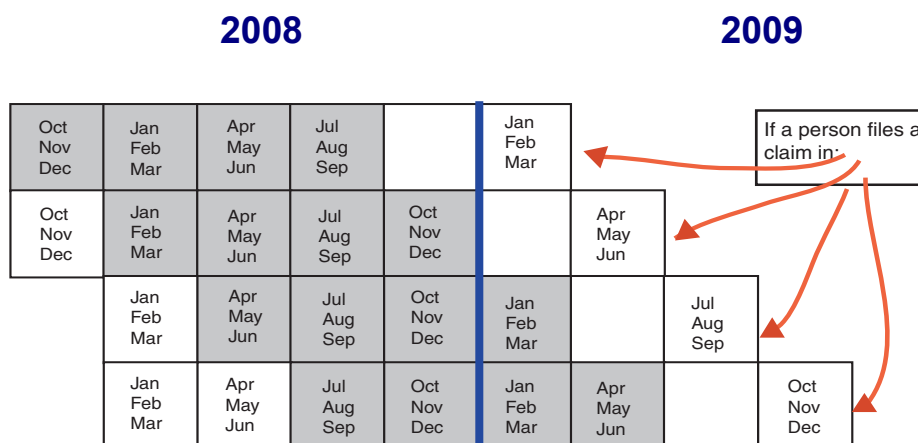 2008
2009
Oct
Nov
Dec
Jan
Feb
Mar
Apr
May
Jun
Jul
Aug
Sep
Jan
Feb
Mar
If a person files a
claim in:
Oct
Nov
Dec
Jan
Feb
Mar
Apr
May
Jun
Jul
Aug
Sep
Oct
Nov
Dec
Apr
May
Jun
Jan
Feb
Mar
Apr
May
Jun
Jul
Aug
Sep
Oct
Nov
Dec
Jan
Feb
Mar
Jul
Aug
Sep
Jan
Feb
Mar
Apr
May
Jun
Jul
Aug
Sep
Oct
Nov
Dec
Jan
Feb
Mar
Apr
May
Jun
Oct
Nov
Dec